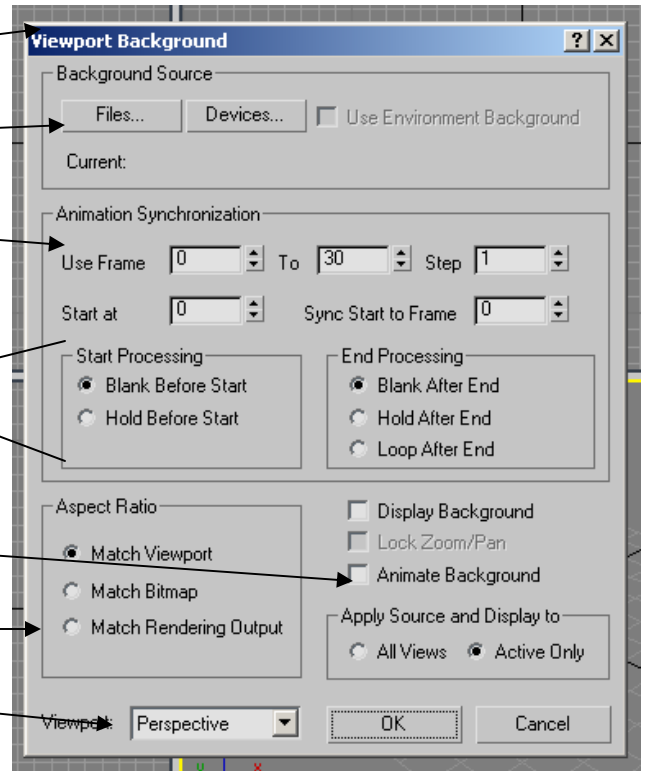 Viewport Background
Background Source
Files... Devices... Use Environment Background
Current:
Animation Synchronization
Use Frame 0 To 30 Step 1
Start at 0 Sync Start to Frame 0
Start Processing
Blank Before Start
Hold Before Start
End Processing
Blank After End
Hold After End
Loop After End
Aspect Ratio
Match Viewport
Match Bitmap
Match Rendering Output
Display Background
Lock Zoom/Pan
Animate Background
Apply Source and Display to
All Views Active Only
Viewport: Perspective OK Cancel
y x